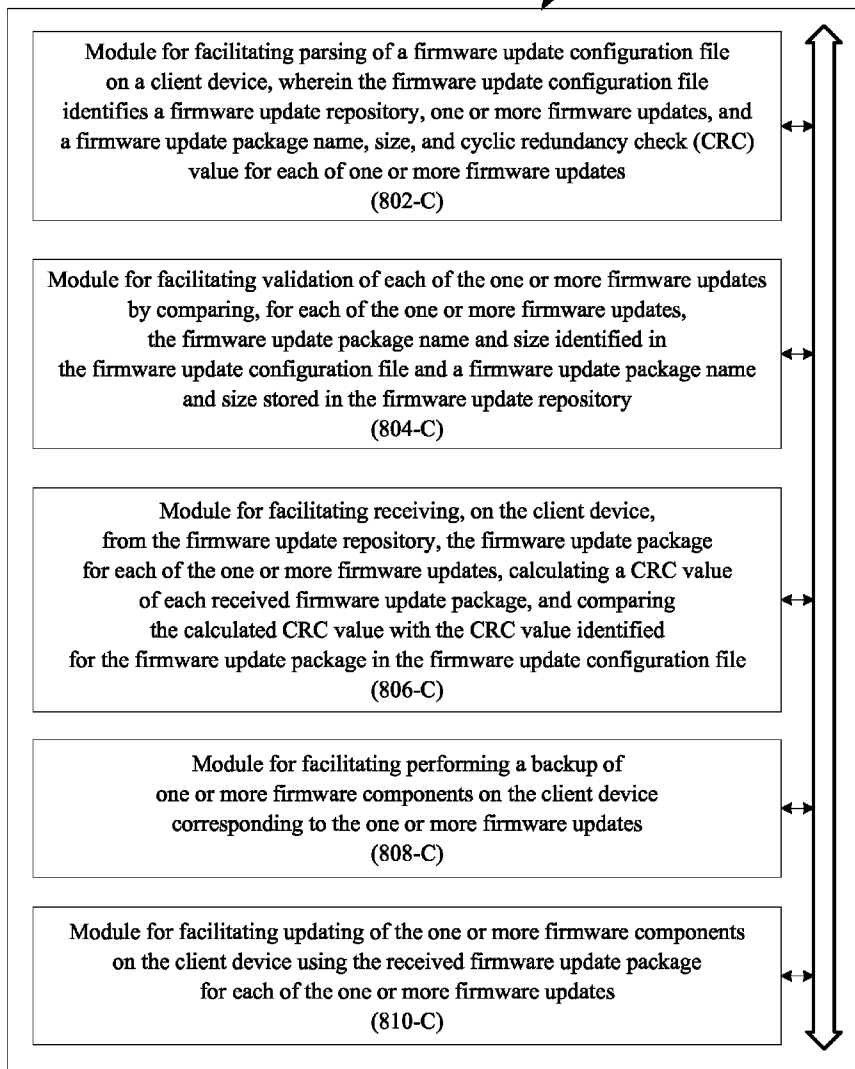 Module for facilitating parsing of a firmware update configuration file
on a client device, wherein the firmware update configuration file
identifies a firmware update repository, one or more firmware updates, and
a firmware update package name, size, and cyclic redundancy check (CRC)
value for each of one or more firmware updates
(802-C)
Module for facilitating validation of each of the one or more firmware updates
by comparing, for each of the one or more firmware updates,
the firmware update package name and size identified in
the firmware update configuration file and a firmware update package name
and size stored in the firmware update repository
(804-C)
Module for facilitating receiving, on the client device,
from the firmware update repository, the firmware update package
for each of the one or more firmware updates, calculating a CRC value
of each received firmware update package, and comparing
the calculated CRC value with the CRC value identified
for the firmware update package in the firmware update configuration file
(806-C)
Module for facilitating performing a backup of
one or more firmware components on the client device
corresponding to the one or more firmware updates
(808-C)
Module for facilitating updating of the one or more firmware components
on the client device using the received firmware update package
for each of the one or more firmware updates
(810-C)